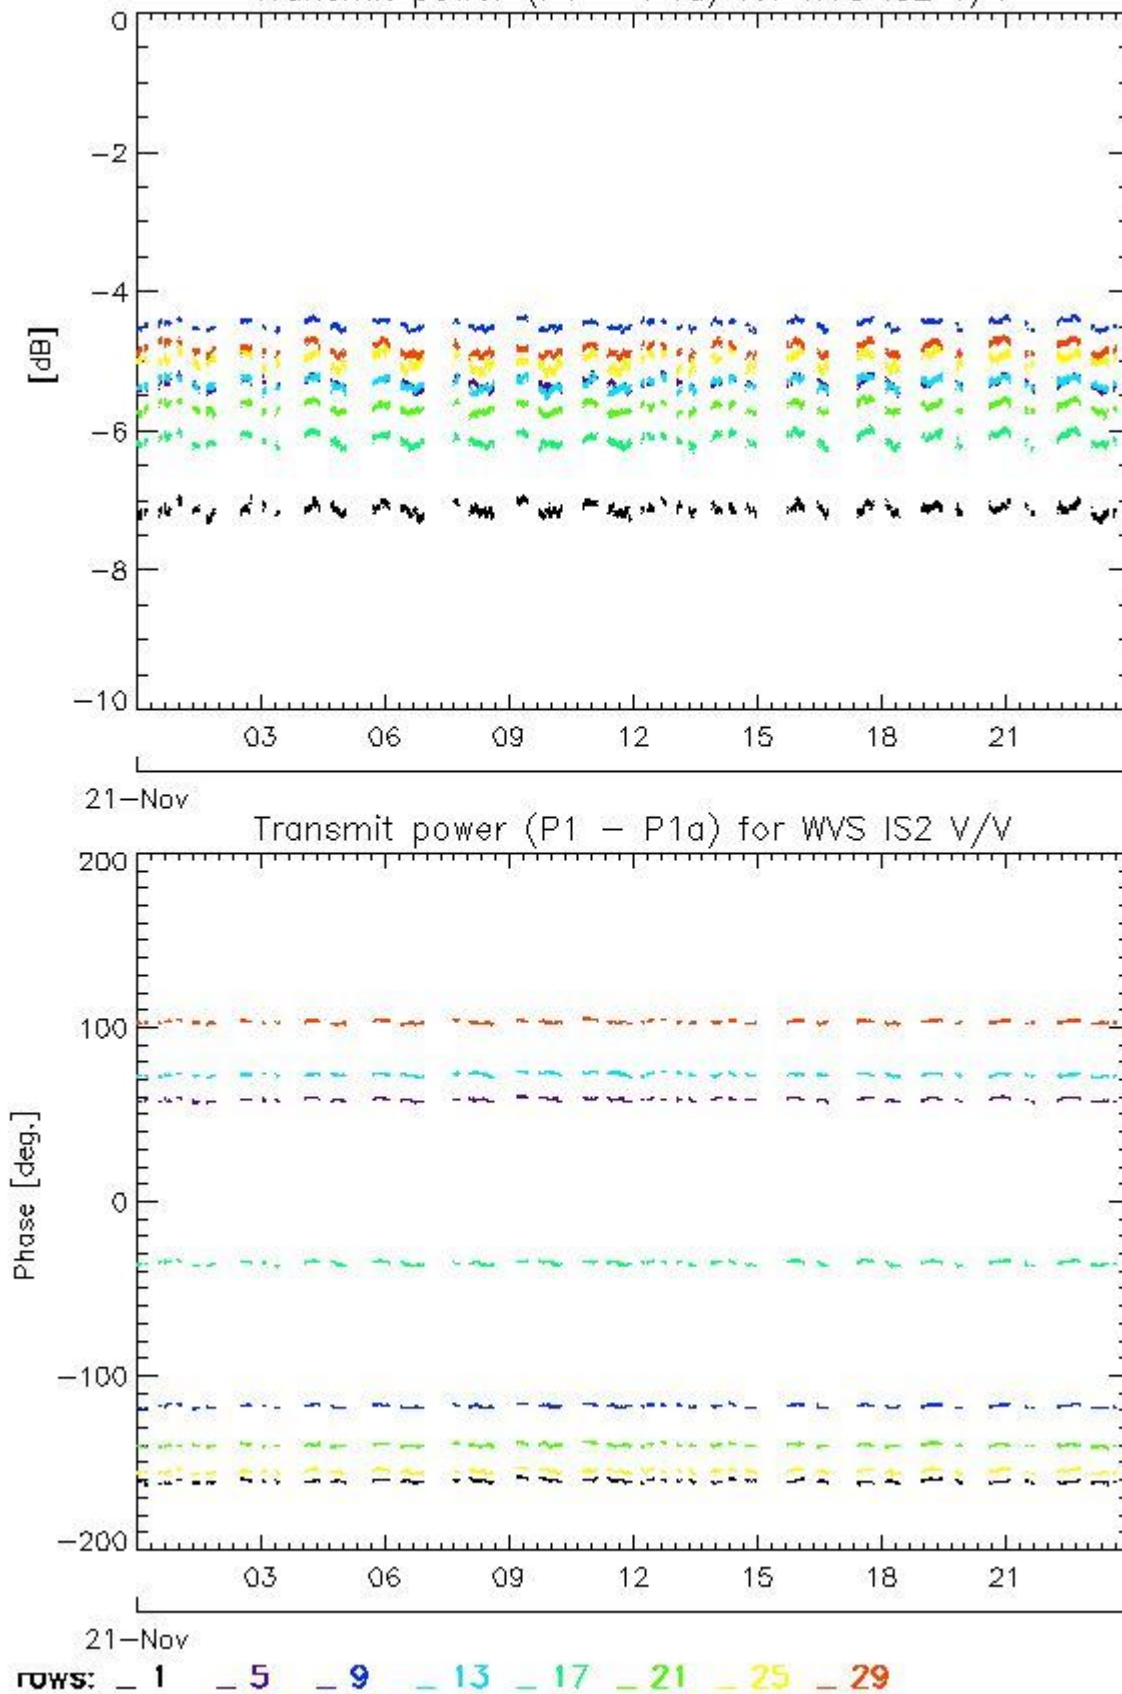 0
−2
−4
[dB]
−6
−8
−10
03 06 09 12 15 18 21
21−Nov
Transmit power (P1 − P1a) for WVS IS2 V/V
200
100
0
Phase [deg.]
−100
−200
03 06 09 12 15 18 21
21−Nov
rows: _ 1 _ 5 _ 9 _ 13 _ 17 _ 21 _ 25 _ 29